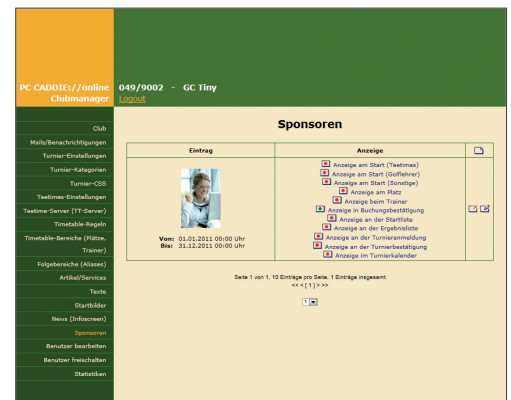 PC CADDIE://online
Clubmanager
049/9002 - GC Tiny
Logout
Club
Mails/Benachrichtigungen
Turnier-Einstellungen
Turnier-Kategorien
Turnier-CSS
Teetimes-Einstellungen
Teetime-Server (TT-Server)
Timetable-Regeln
Timetable-Bereiche (Plätze,
Trainer)
Folgebereiche (Aliases)
Artikel/Services
Texte
Startbilder
News (Infoscreen)
Sponsoren
Benutzer bearbeiten
Benutzer freischalten
Statistiken
Sponsoren
Eintrag
Anzeige
Von: 01.01.2011 00:00 Uhr
Bis: 31.12.2011 00:00 Uhr
Anzeige am Start (Teetimes)
Anzeige am Start (Golflehrer)
Anzeige am Start (Sonstige)
Anzeige am Platz
Anzeige beim Trainer
Anzeige in Buchungsbestätigung
Anzeige an der Startliste
Anzeige an der Ergebnisliste
Anzeige an der Turnieranmeldung
Anzeige an der Turnierbestätigung
Anzeige im Turnierkalender
Seite 1 von 1, 10 Einträge pro Seite, 1 Einträge insgesamt
<< < [ 1 ] > >>
1